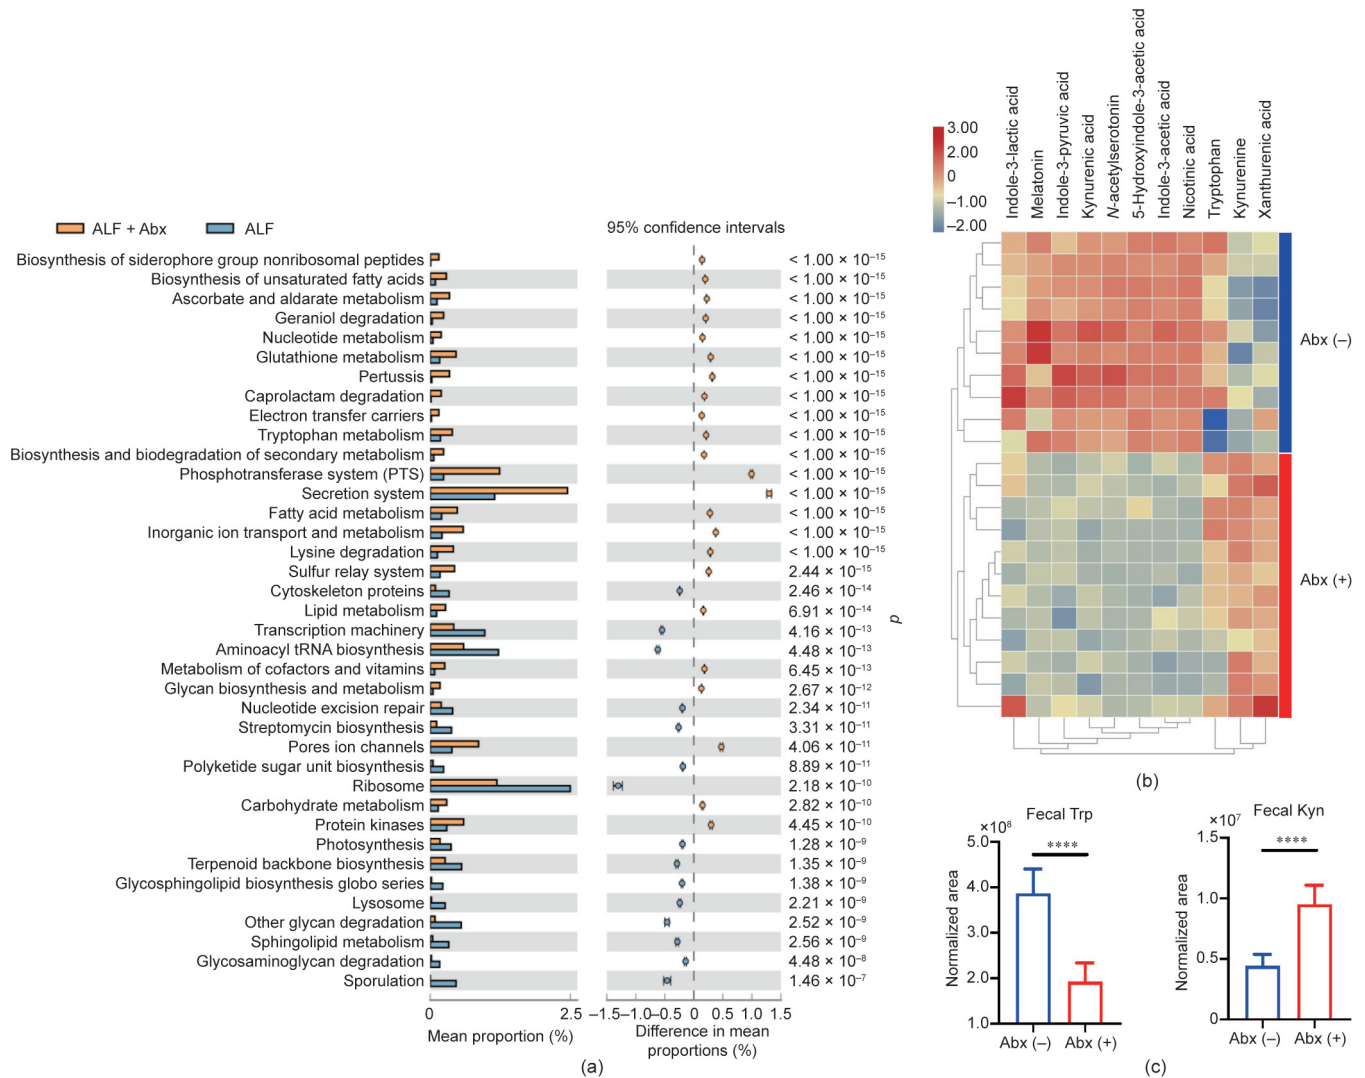 ALF + Abx
ALF
95% confidence intervals
Biosynthesis of siderophore group nonribosomal peptides < 1.00 × 10⁻¹⁵
Biosynthesis of unsaturated fatty acids < 1.00 × 10⁻¹⁵
Ascorbate and aldarate metabolism < 1.00 × 10⁻¹⁵
Geraniol degradation < 1.00 × 10⁻¹⁵
Nucleotide metabolism < 1.00 × 10⁻¹⁵
Glutathione metabolism < 1.00 × 10⁻¹⁵
Pertussis < 1.00 × 10⁻¹⁵
Caprolactam degradation < 1.00 × 10⁻¹⁵
Electron transfer carriers < 1.00 × 10⁻¹⁵
Tryptophan metabolism < 1.00 × 10⁻¹⁵
Biosynthesis and biodegradation of secondary metabolism < 1.00 × 10⁻¹⁵
Phosphotransferase system (PTS) < 1.00 × 10⁻¹⁵
Secretion system < 1.00 × 10⁻¹⁵
Fatty acid metabolism < 1.00 × 10⁻¹⁵
Inorganic ion transport and metabolism < 1.00 × 10⁻¹⁵
Lysine degradation < 1.00 × 10⁻¹⁵
Sulfur relay system 2.44 × 10⁻¹⁵
Cytoskeleton proteins 2.46 × 10⁻¹⁴
Lipid metabolism 6.91 × 10⁻¹⁴
Transcription machinery 4.16 × 10⁻¹³
Aminoacyl tRNA biosynthesis 4.48 × 10⁻¹³
Metabolism of cofactors and vitamins 6.45 × 10⁻¹³
Glycan biosynthesis and metabolism 2.67 × 10⁻¹²
Nucleotide excision repair 2.34 × 10⁻¹¹
Streptomycin biosynthesis 3.31 × 10⁻¹¹
Pores ion channels 4.06 × 10⁻¹¹
Polyketide sugar unit biosynthesis 8.89 × 10⁻¹¹
Ribosome 2.18 × 10⁻¹⁰
Carbohydrate metabolism 2.82 × 10⁻¹⁰
Protein kinases 4.45 × 10⁻¹⁰
Photosynthesis 1.28 × 10⁻⁹
Terpenoid backbone biosynthesis 1.35 × 10⁻⁹
Glycosphingolipid biosynthesis globo series 1.38 × 10⁻⁹
Lysosome 2.21 × 10⁻⁹
Other glycan degradation 2.52 × 10⁻⁹
Sphingolipid metabolism 2.56 × 10⁻⁹
Glycosaminoglycan degradation 4.48 × 10⁻⁸
Sporulation 1.46 × 10⁻⁷
p
0 2.5
Mean proportion (%)
–1.5 –1.0 –0.5 0 0.5 1.0 1.5
Difference in mean
proportions (%)
(a)
Indole-3-lactic acid
Melatonin
Indole-3-pyruvic acid
Kynurenic acid
N-acetylserotonin
5-Hydroxyindole-3-acetic acid
Indole-3-acetic acid
Nicotinic acid
Tryptophan
Kynurenine
Xanthurenic acid
3.00
2.00
0
–1.00
–2.00
Abx (–)
Abx (+)
(b)
Fecal Trp
×10⁸
5.0
4.0
3.0
2.0
1.0
Normalized area
****
Abx (–) Abx (+)
Fecal Kyn
×10⁷
1.5
1.0
0.5
0
Normalized area
****
Abx (–) Abx (+)
(c)